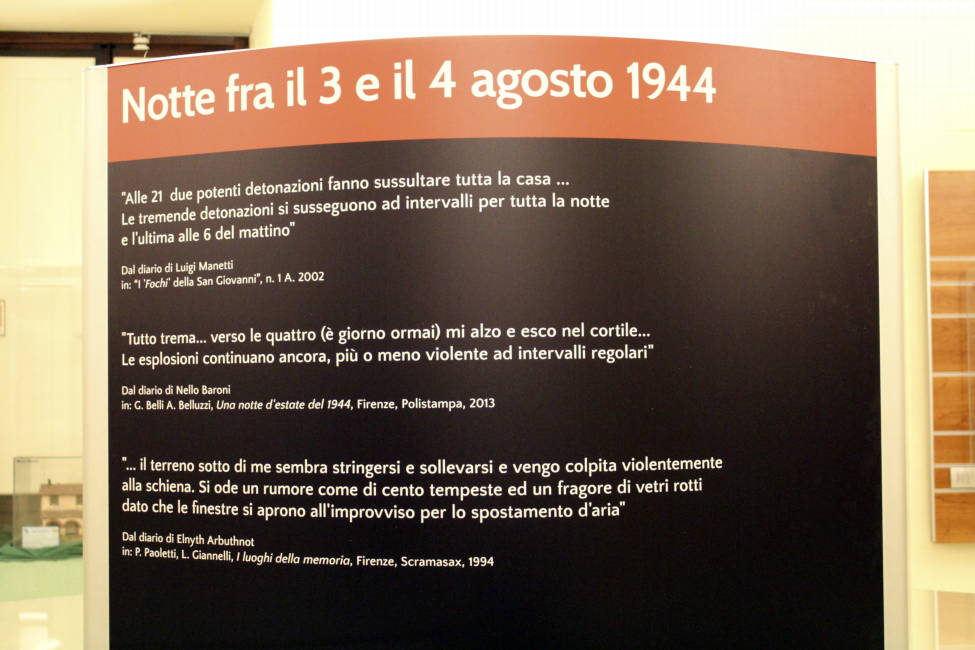 Notte fra il 3 e il 4 agosto 1944
"Alle 21 due potenti detonazioni fanno sussultare tutta la casa ...
Le tremende detonazioni si susseguono ad intervalli per tutta la notte
e l'ultima alle 6 del mattino"
Dal diario di Luigi Manetti
in: "I 'Fochi' della San Giovanni", n. 1 A. 2002
"Tutto trema... verso le quattro (è giorno ormai) mi alzo e esco nel cortile...
Le esplosioni continuano ancora, più o meno violente ad intervalli regolari"
Dal diario di Nello Baroni
in: G. Belli A. Belluzzi, Una notte d'estate del 1944, Firenze, Polistampa, 2013
"... il terreno sotto di me sembra stringersi e sollevarsi e vengo colpita violentemente
alla schiena. Si ode un rumore come di cento tempeste ed un fragore di vetri rotti
dato che le finestre si aprono all'improvviso per lo spostamento d'aria"
Dal diario di Elnyth Arbuthnot
in: P. Paoletti, L. Giannelli, I luoghi della memoria, Firenze, Scramasax, 1994